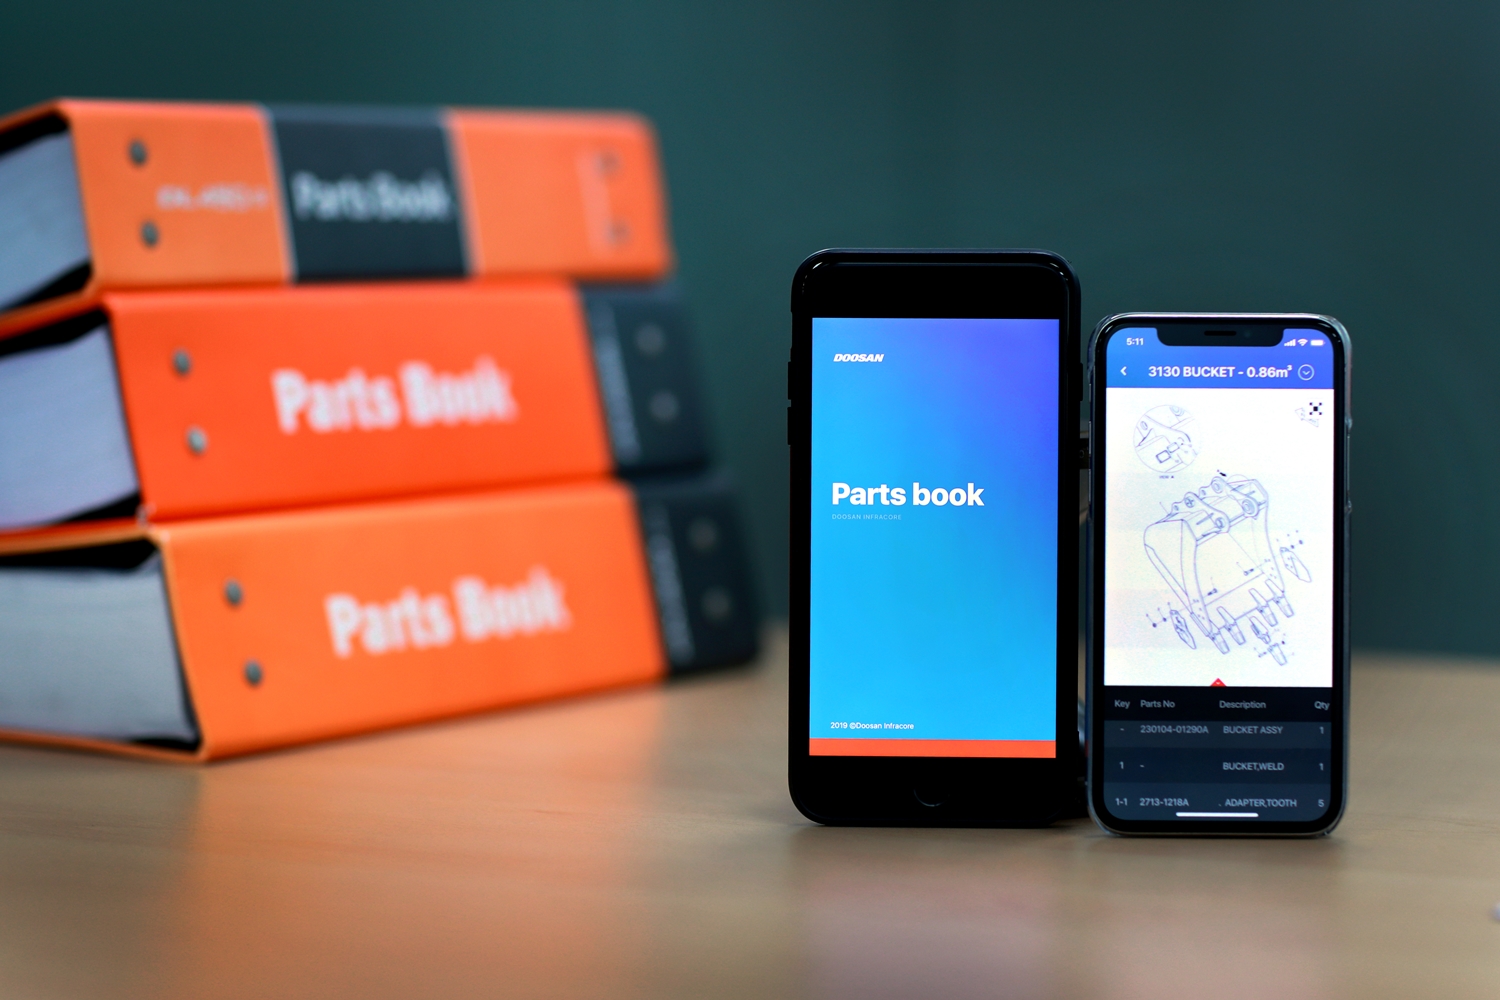 Parts Book
Parts Book
Parts Book
DOOSAN
Parts book
DOOSAN INFRACORE
2019 ©Doosan Infracore
5:11
3130 BUCKET - 0.86m³
Key Parts No Description Qty
- 230104-01290A BUCKET ASSY 1
1 - BUCKET,WELD 1
1-1 2713-1218A . ADAPTER,TOOTH 5